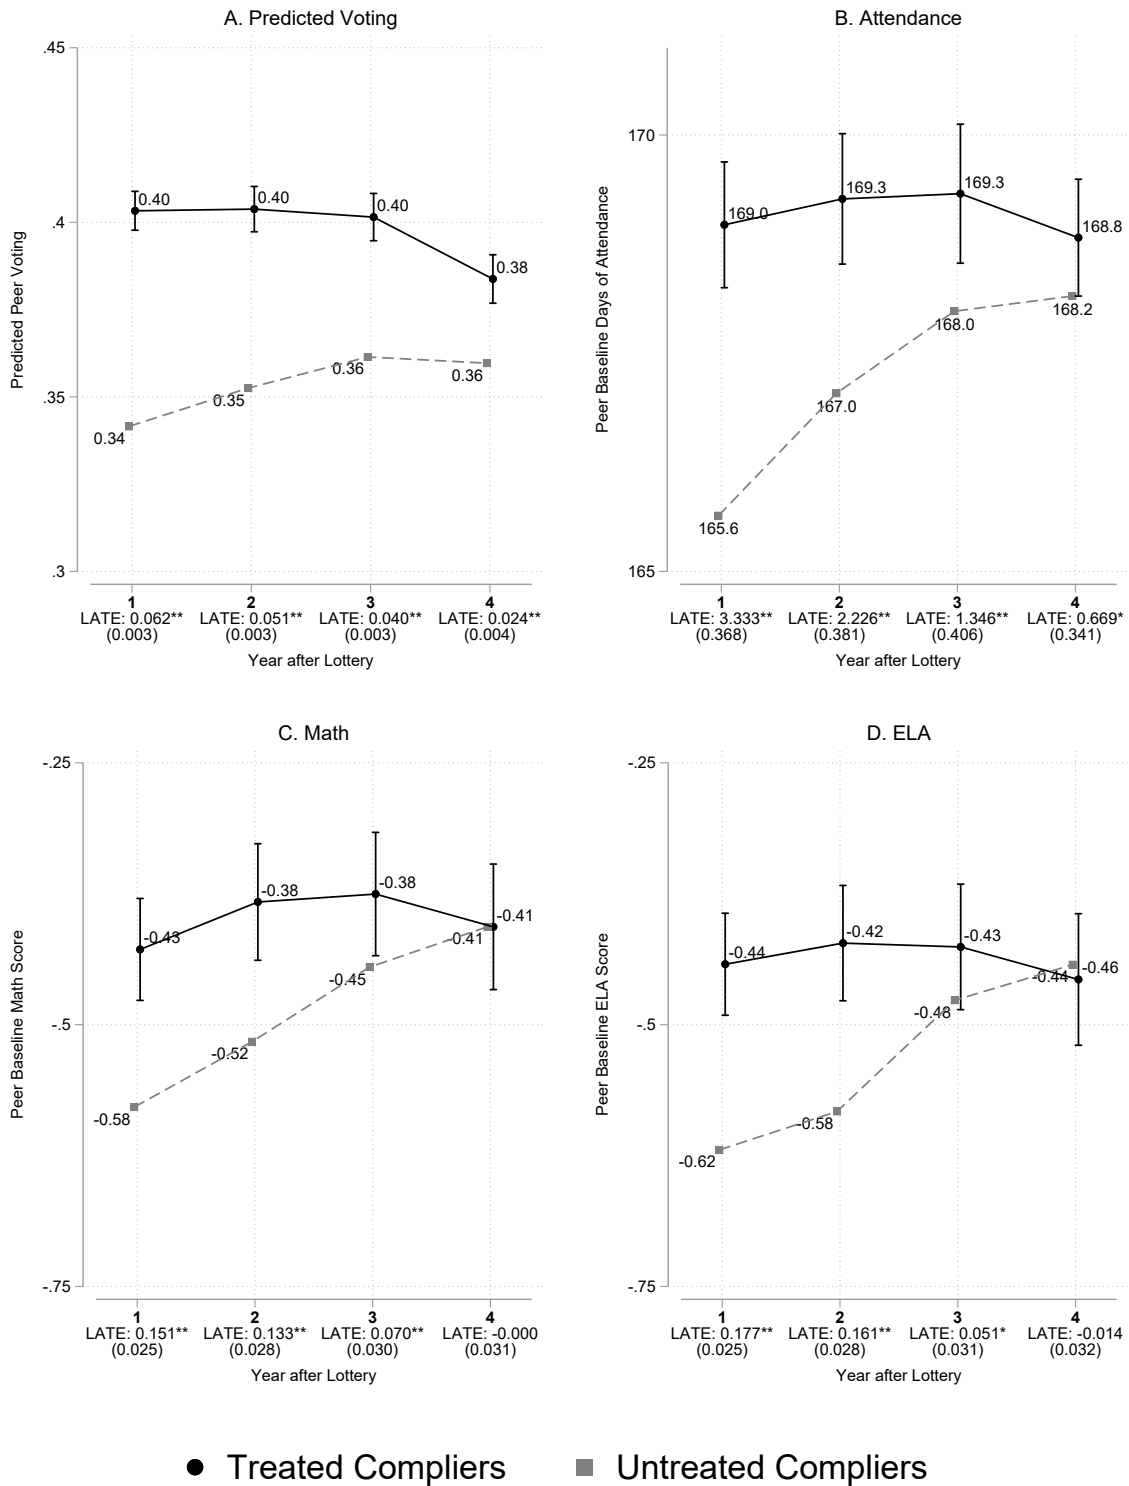 A. Predicted Voting
Predicted Peer Voting
.45
.4
.35
.3
0.40
0.40
0.40
0.38
0.34
0.35
0.36
0.36
1 2 3 4
LATE: 0.062** LATE: 0.051** LATE: 0.040** LATE: 0.024**
(0.003) (0.003) (0.003) (0.004)
Year after Lottery
B. Attendance
Peer Baseline Days of Attendance
170
165
169.0
169.3
169.3
168.8
165.6
167.0
168.0
168.2
1 2 3 4
LATE: 3.333** LATE: 2.226** LATE: 1.346** LATE: 0.669*
(0.368) (0.381) (0.406) (0.341)
Year after Lottery
C. Math
Peer Baseline Math Score
-.25
-.5
-.75
-0.43
-0.38
-0.38
-0.41
-0.58
-0.52
-0.45
-0.41
1 2 3 4
LATE: 0.151** LATE: 0.133** LATE: 0.070** LATE: -0.000
(0.025) (0.028) (0.030) (0.031)
Year after Lottery
D. ELA
Peer Baseline ELA Score
-.25
-.5
-.75
-0.44
-0.42
-0.43
-0.46
-0.62
-0.58
-0.48
-0.44
1 2 3 4
LATE: 0.177** LATE: 0.161** LATE: 0.051* LATE: -0.014
(0.025) (0.028) (0.031) (0.032)
Year after Lottery
Treated Compliers Untreated Compliers